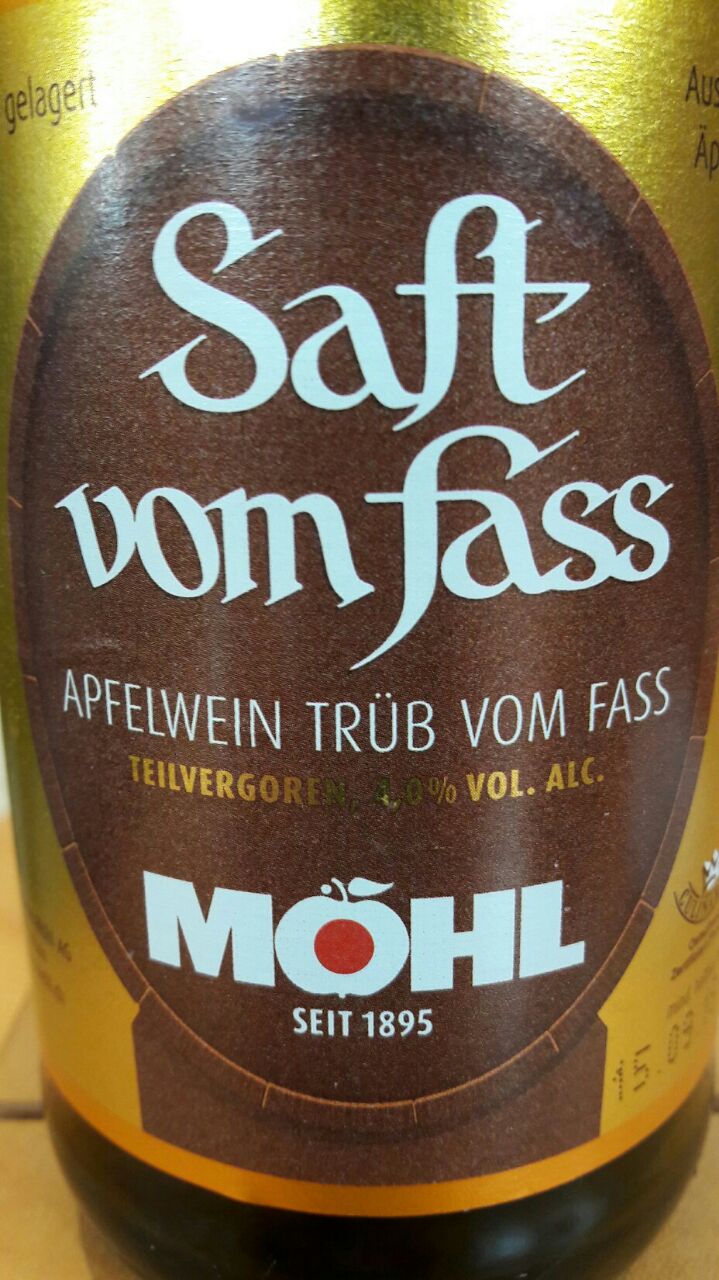 gelagert
Saft
vom fass
APFELWEIN TRÜB VOM FASS
TEILVERGOREN, 4,0% VOL. ALC.
MÖHL
SEIT 1895